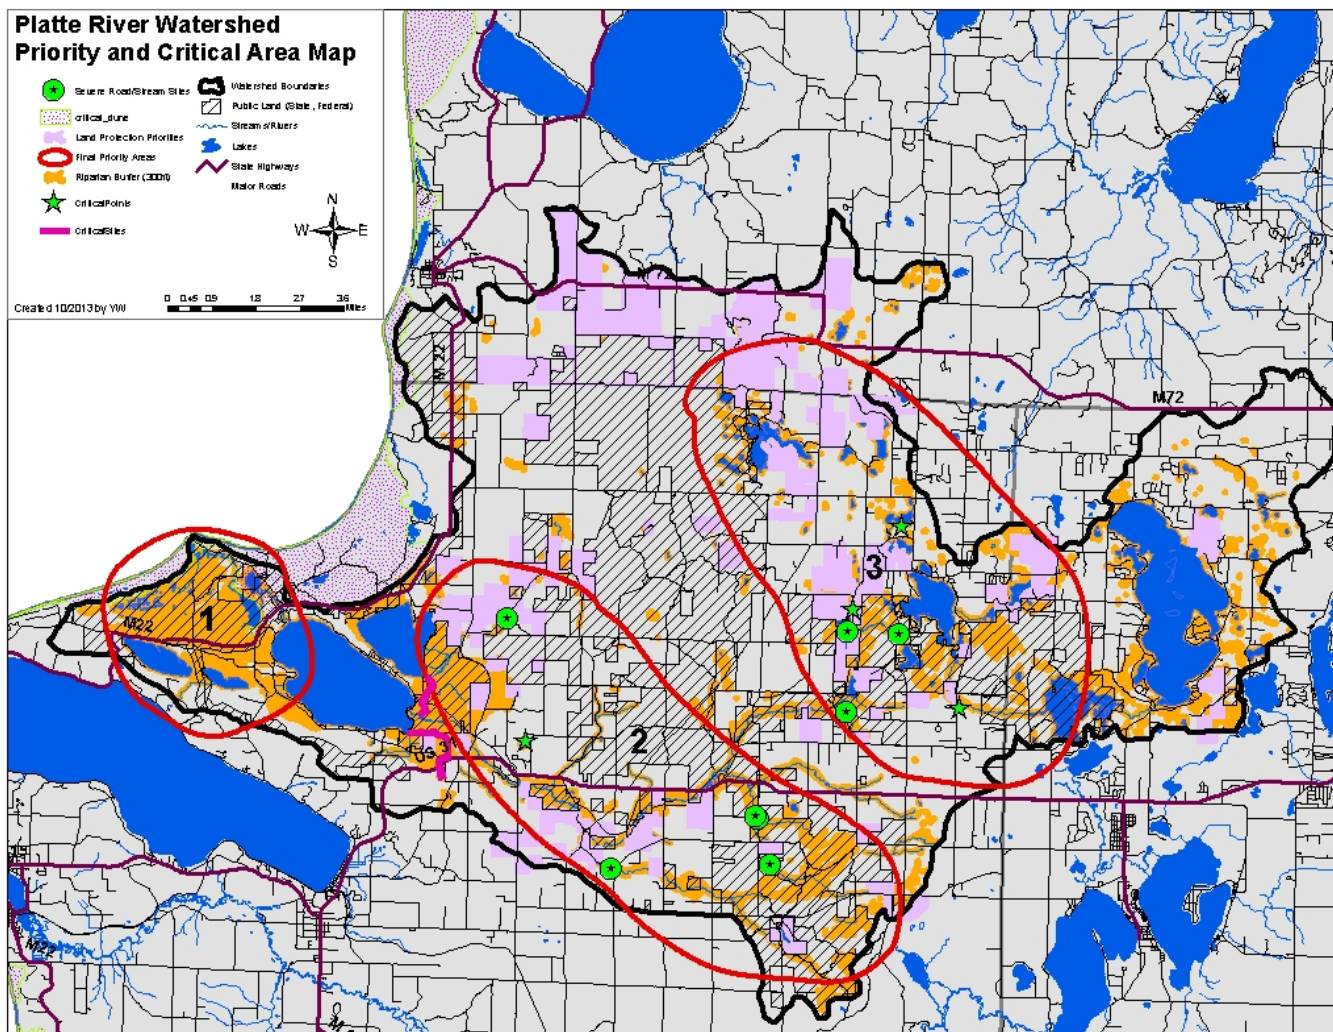 Platte River Watershed
Priority and Critical Area Map
Severe Road/Stream Sites
critical_dune
Land Protection Priorities
Final Priority Areas
Riparian Buffer (300ft)
CriticalPoints
CriticalSites
Watershed Boundaries
Public Land (State, Federal)
Streams/Rivers
Lakes
State Highways
Major Roads
N
W E
S
0 0.45 0.9 1.8 2.7 3.6
Miles
Created 10/2013 by YW
M 22
M72
3
1
M22
US 31
2
M22